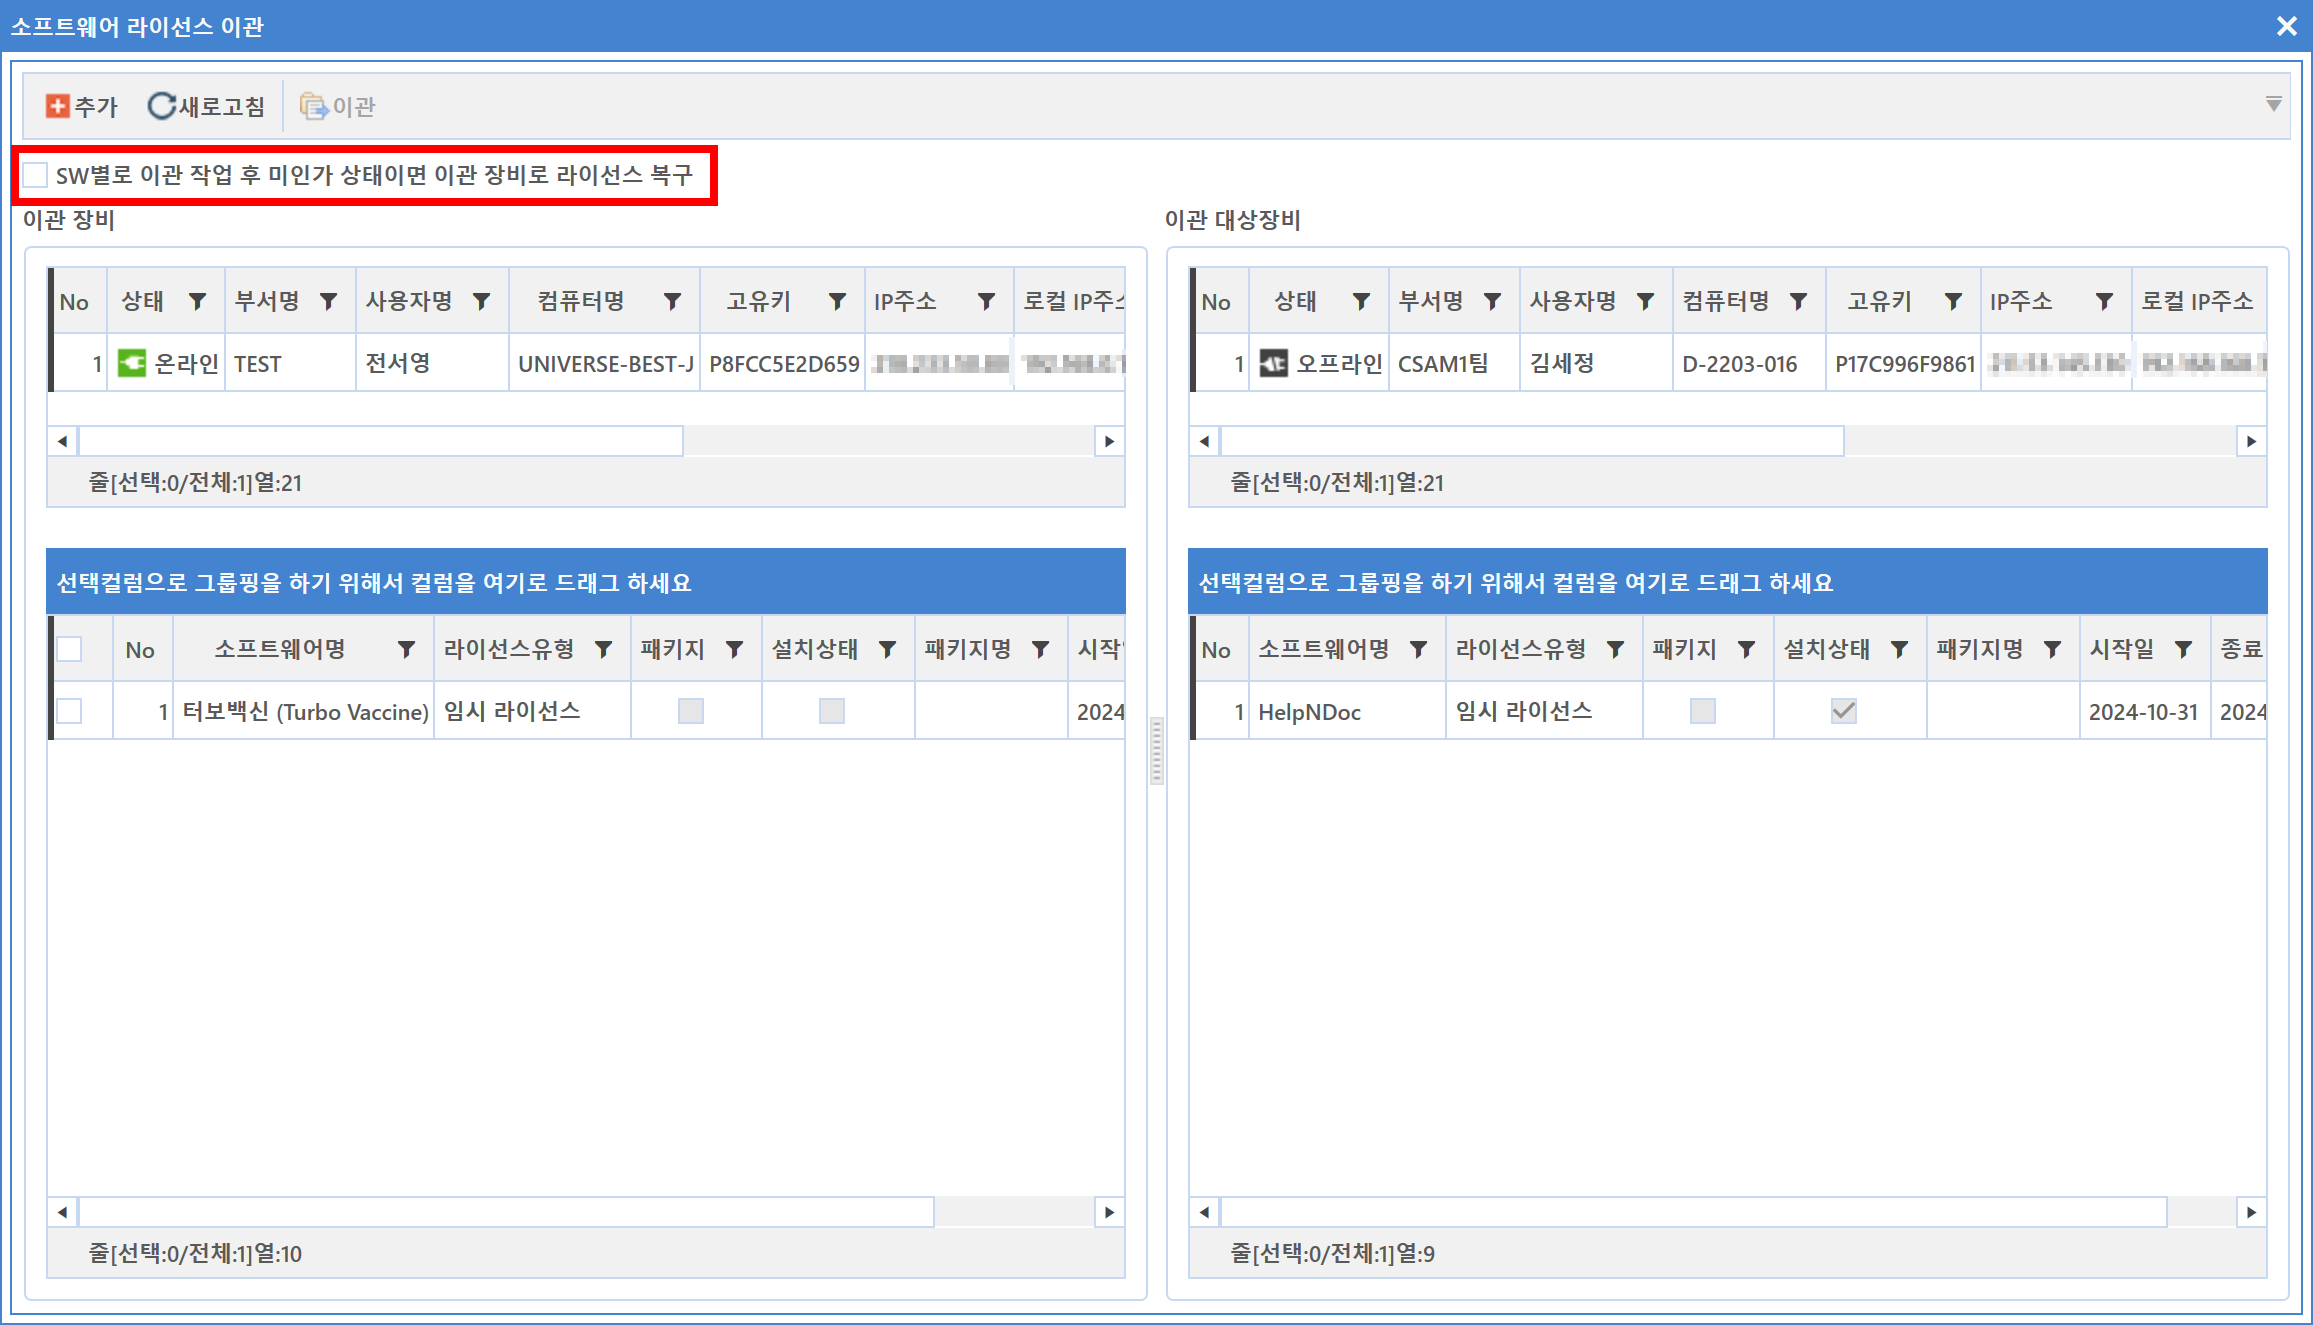 소프트웨어 라이선스 이관
추가 새로고침 이관
SW별로 이관 작업 후 미인가 상태이면 이관 장비로 라이선스 복구
이관 장비
No 상태 부서명 사용자명 컴퓨터명 고유키 IP주소 로컬 IP주소
1 온라인 TEST 전서영 UNIVERSE-BEST-J P8FCC5E2D659
줄[선택:0/전체:1]열:21
선택컬럼으로 그룹핑을 하기 위해서 컬럼을 여기로 드래그 하세요
No 소프트웨어명 라이선스유형 패키지 설치상태 패키지명 시작
1 터보백신 (Turbo Vaccine) 임시 라이선스 2024
줄[선택:0/전체:1]열:10
이관 대상장비
No 상태 부서명 사용자명 컴퓨터명 고유키 IP주소 로컬 IP주소
1 오프라인 CSAM1팀 김세정 D-2203-016 P17C996F9861
줄[선택:0/전체:1]열:21
선택컬럼으로 그룹핑을 하기 위해서 컬럼을 여기로 드래그 하세요
No 소프트웨어명 라이선스유형 패키지 설치상태 패키지명 시작일 종료
1 HelpNDoc 임시 라이선스 2024-10-31 2024
줄[선택:0/전체:1]열:9